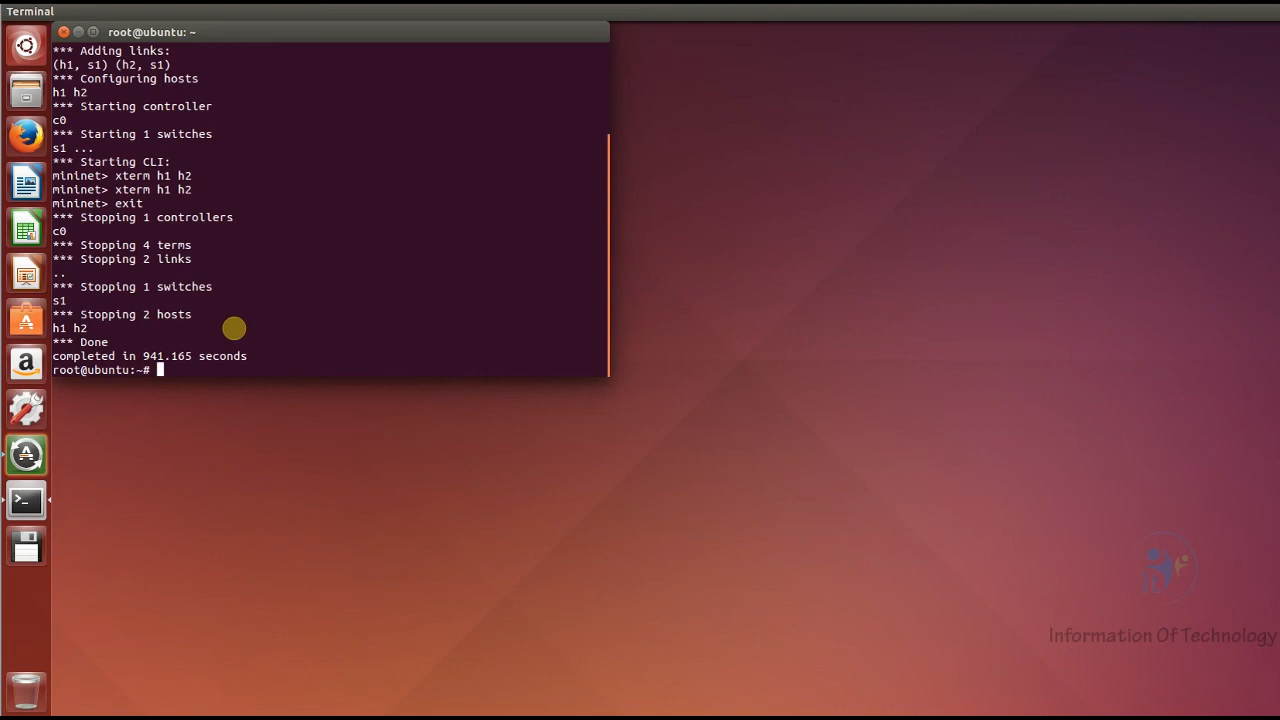 Terminal
root@ubuntu: ~
*** Adding links:
(h1, s1) (h2, s1)
*** Configuring hosts
h1 h2
*** Starting controller
c0
*** Starting 1 switches
s1 ...
*** Starting CLI:
mininet> xterm h1 h2
mininet> xterm h1 h2
mininet> exit
*** Stopping 1 controllers
c0
*** Stopping 4 terms
*** Stopping 2 links
..
*** Stopping 1 switches
s1
*** Stopping 2 hosts
h1 h2
*** Done
completed in 941.165 seconds
root@ubuntu:~#
Information Of Technology